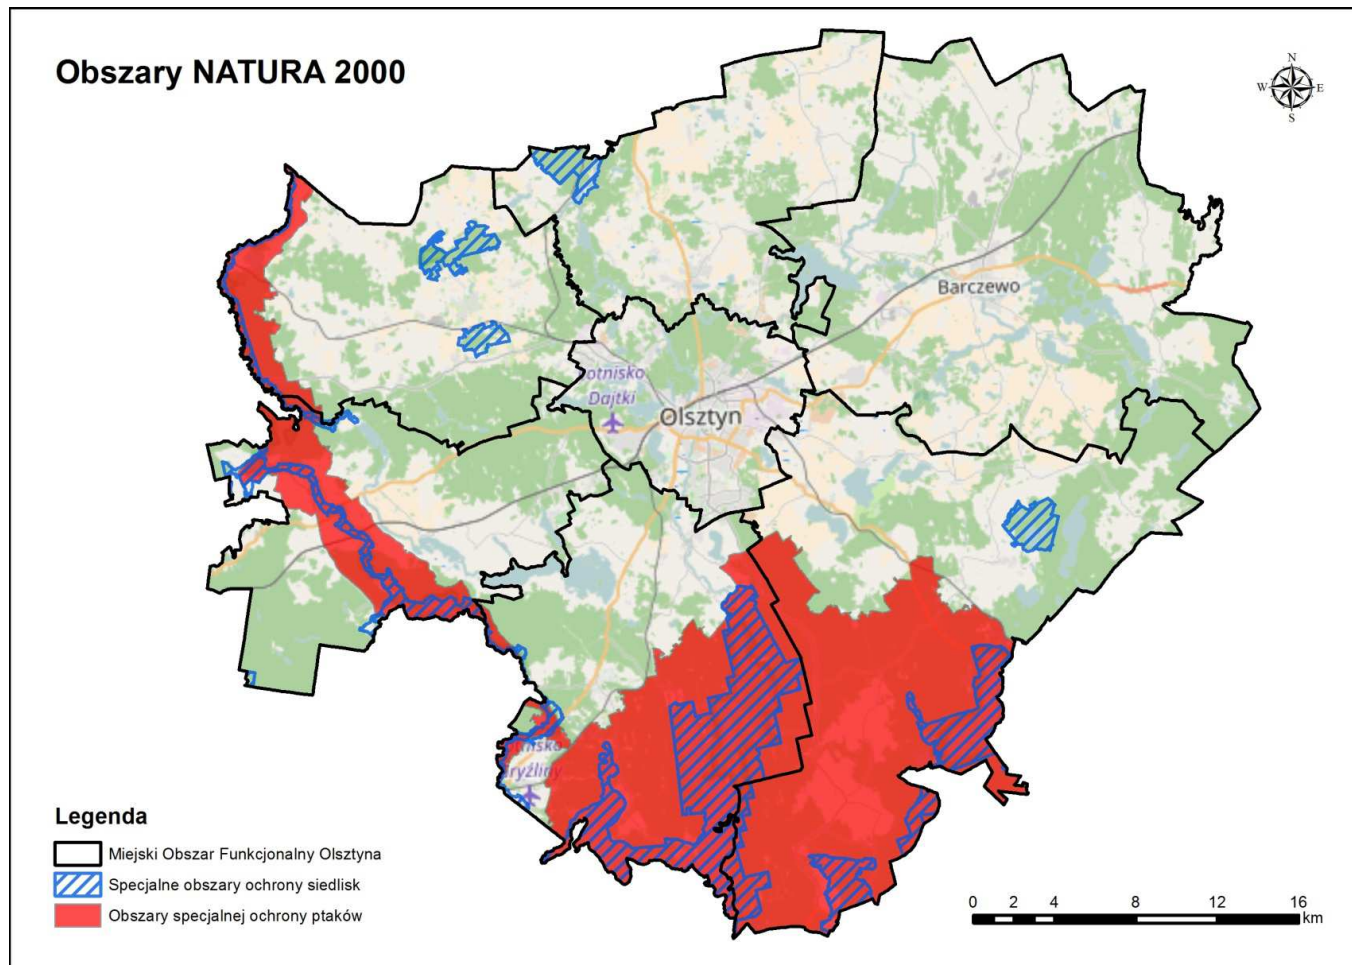 Obszary NATURA 2000
N
W E
S
Barczewo
Dajtki
Olsztyn
Legenda
Miejski Obszar Funkcjonalny Olsztyna
Specjalne obszary ochrony siedlisk
Obszary specjalnej ochrony ptaków
0 2 4 8 12 16
km